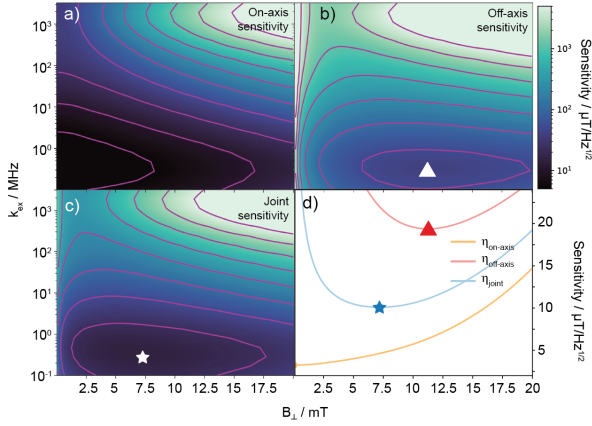 a)
On-axis
sensitivity
b)
Off-axis
sensitivity
10³
10²
10¹
10⁰
10³
10²
10¹
Sensitivity / µT/Hz^1/2
k_ex / MHz
c)
Joint
sensitivity
d)
η_on-axis
η_off-axis
η_joint
10³
10²
10¹
10⁰
10⁻¹
20
15
10
5
Sensitivity / µT/Hz^1/2
2.5 5.0 7.5 10 12.5 15 17.5
2.5 5.0 7.5 10 12.5 15 17.5 20
B⊥ / mT